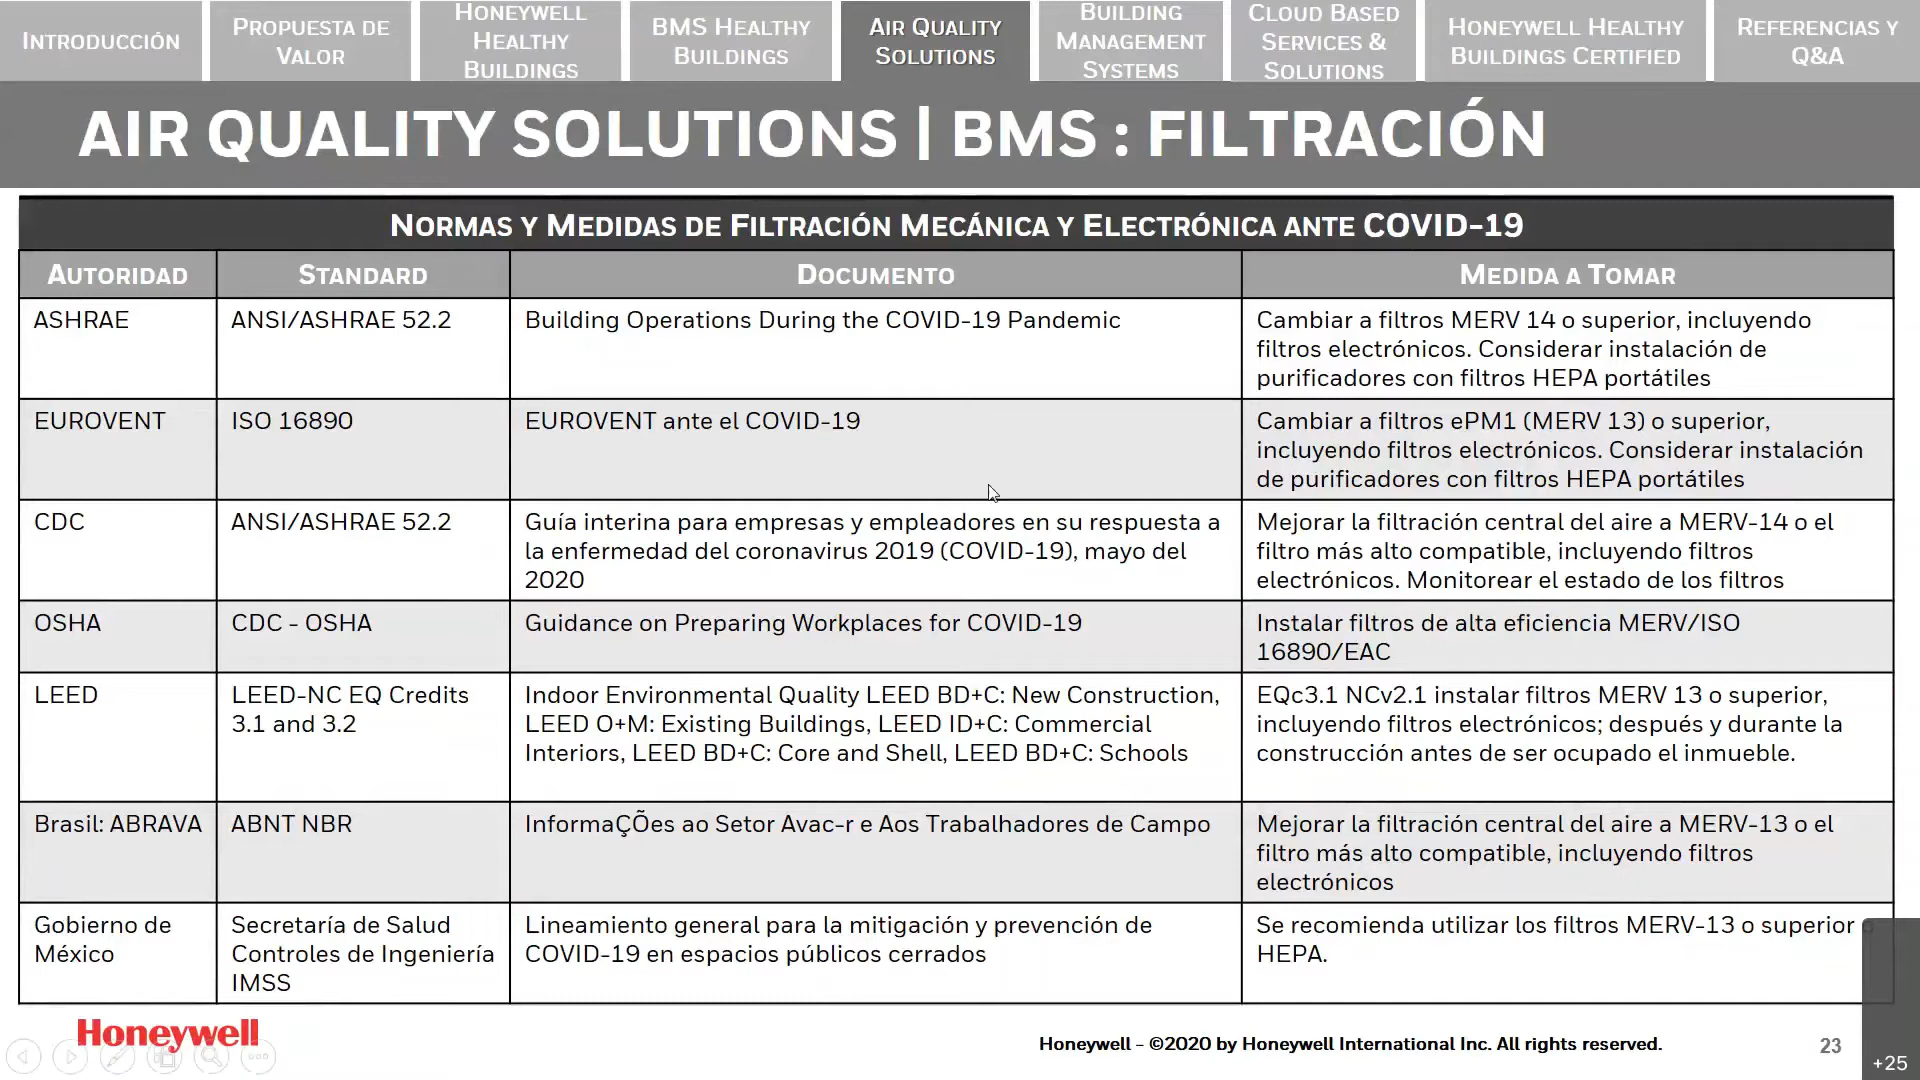 INTRODUCCIÓN
PROPUESTA DE
VALOR
HONEYWELL
HEALTHY
BUILDINGS
BMS HEALTHY
BUILDINGS
AIR QUALITY
SOLUTIONS
BUILDING
MANAGEMENT
SYSTEMS
CLOUD BASED
SERVICES &
SOLUTIONS
HONEYWELL HEALTHY
BUILDINGS CERTIFIED
REFERENCIAS Y
Q&A
AIR QUALITY SOLUTIONS | BMS : FILTRACIÓN
NORMAS Y MEDIDAS DE FILTRACIÓN MECÁNICA Y ELECTRÓNICA ANTE COVID-19
AUTORIDAD
STANDARD
DOCUMENTO
MEDIDA A TOMAR
ASHRAE
ANSI/ASHRAE 52.2
Building Operations During the COVID-19 Pandemic
Cambiar a filtros MERV 14 o superior, incluyendo
filtros electrónicos. Considerar instalación de
purificadores con filtros HEPA portátiles
EUROVENT
ISO 16890
EUROVENT ante el COVID-19
Cambiar a filtros ePM1 (MERV 13) o superior,
incluyendo filtros electrónicos. Considerar instalación
de purificadores con filtros HEPA portátiles
CDC
ANSI/ASHRAE 52.2
Guía interina para empresas y empleadores en su respuesta a
la enfermedad del coronavirus 2019 (COVID-19), mayo del
2020
Mejorar la filtración central del aire a MERV-14 o el
filtro más alto compatible, incluyendo filtros
electrónicos. Monitorear el estado de los filtros
OSHA
CDC - OSHA
Guidance on Preparing Workplaces for COVID-19
Instalar filtros de alta eficiencia MERV/ISO
16890/EAC
LEED
LEED-NC EQ Credits
3.1 and 3.2
Indoor Environmental Quality LEED BD+C: New Construction,
LEED O+M: Existing Buildings, LEED ID+C: Commercial
Interiors, LEED BD+C: Core and Shell, LEED BD+C: Schools
EQc3.1 NCv2.1 instalar filtros MERV 13 o superior,
incluyendo filtros electrónicos; después y durante la
construcción antes de ser ocupado el inmueble.
Brasil: ABRAVA
ABNT NBR
InformaÇÕes ao Setor Avac-r e Aos Trabalhadores de Campo
Mejorar la filtración central del aire a MERV-13 o el
filtro más alto compatible, incluyendo filtros
electrónicos
Gobierno de
México
Secretaría de Salud
Controles de Ingeniería
IMSS
Lineamiento general para la mitigación y prevención de
COVID-19 en espacios públicos cerrados
Se recomienda utilizar los filtros MERV-13 o superior o
HEPA.
Honeywell
Honeywell - ©2020 by Honeywell International Inc. All rights reserved.
23
+25